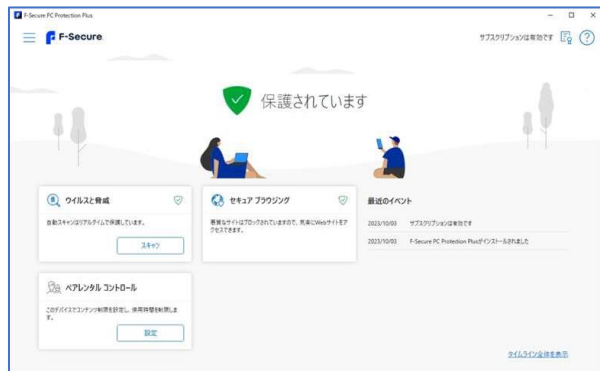 F-Secure PC Protection Plus
F-Secure
サブスクリプションは有効です
保護されています
ウイルスと脅威
自動スキャンはリアルタイムで保護しています。
スキャン
セキュア ブラウジング
悪質なサイトはブロックされていますので、気楽にWebサイトをア
クセスできます。
最近のイベント
2023/10/03 サブスクリプションは有効です
2023/10/03 F-Secure PC Protection Plusがインストールされました
ペアレンタル コントロール
このデバイスでコンテンツ制限を設定し、使用時間を制限しま
す。
設定
タイムライン全体を表示